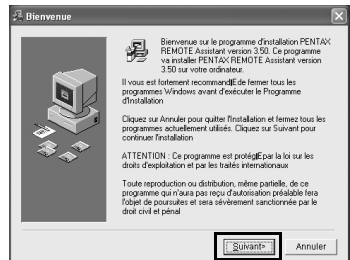 Bienvenue
Bienvenue sur le programme d'installation PENTAX
REMOTE Assistant version 3.50. Ce programme
va installer PENTAX REMOTE Assistant version
3.50 sur votre ordinateur.
Il vous est fortement recommand|E de fermer tous les
programmes Windows avant d'exécuter le Programme
d'Installation
Cliquez sur Annuler pour quitter l'Installation et fermez tous les
programmes actuellement utilisés. Cliquez sur Suivant pour
continuer l'installation
ATTENTION : Ce programme est protég|E par la loi sur les
droits d'exploitation et par les traités internationaux
Toute reproduction ou distribution, même partielle, de ce
programme qui n'aura pas reçu d'autorisation préalable fera
l'objet de poursuites et sera sévèrement sanctionnée par le
droit civil et pénal
Suivant> Annuler